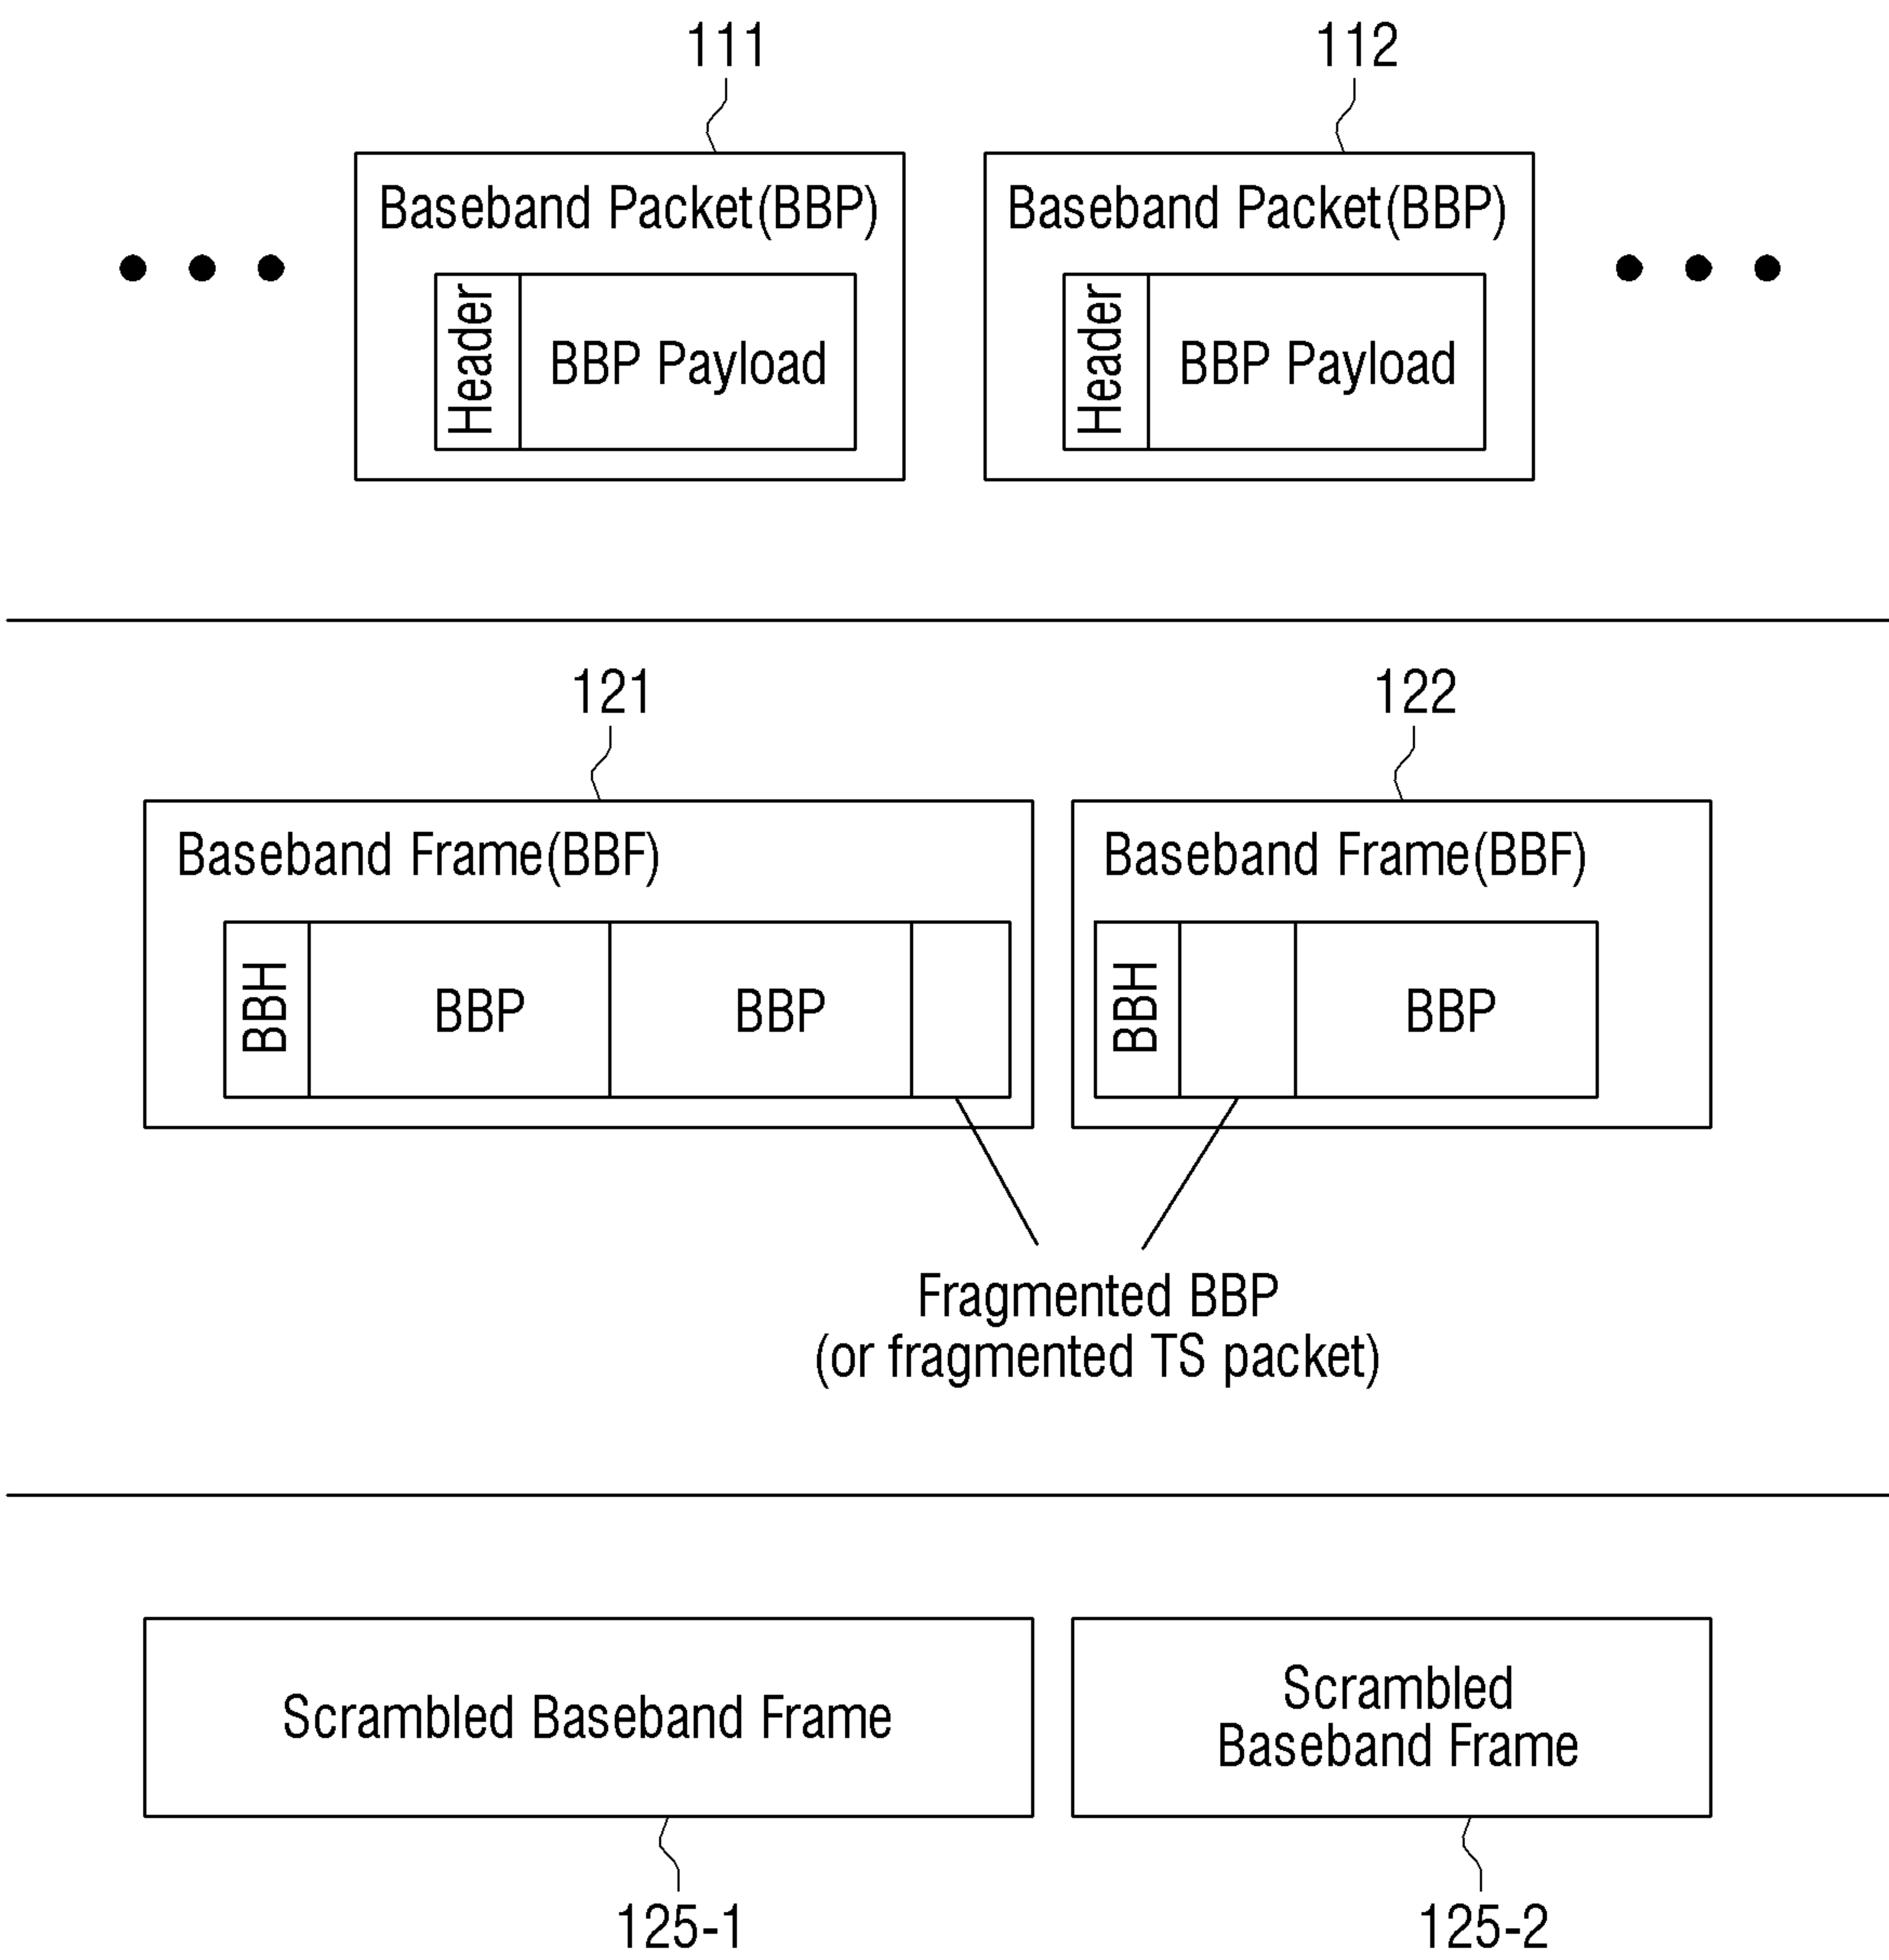 111
112
Baseband Packet(BBP)
Header
BBP Payload
Baseband Packet(BBP)
Header
BBP Payload
121
122
Baseband Frame(BBF)
BBH
BBP
BBP
Baseband Frame(BBF)
BBH
BBP
Fragmented BBP
(or fragmented TS packet)
Scrambled Baseband Frame
Scrambled
Baseband Frame
125-1
125-2